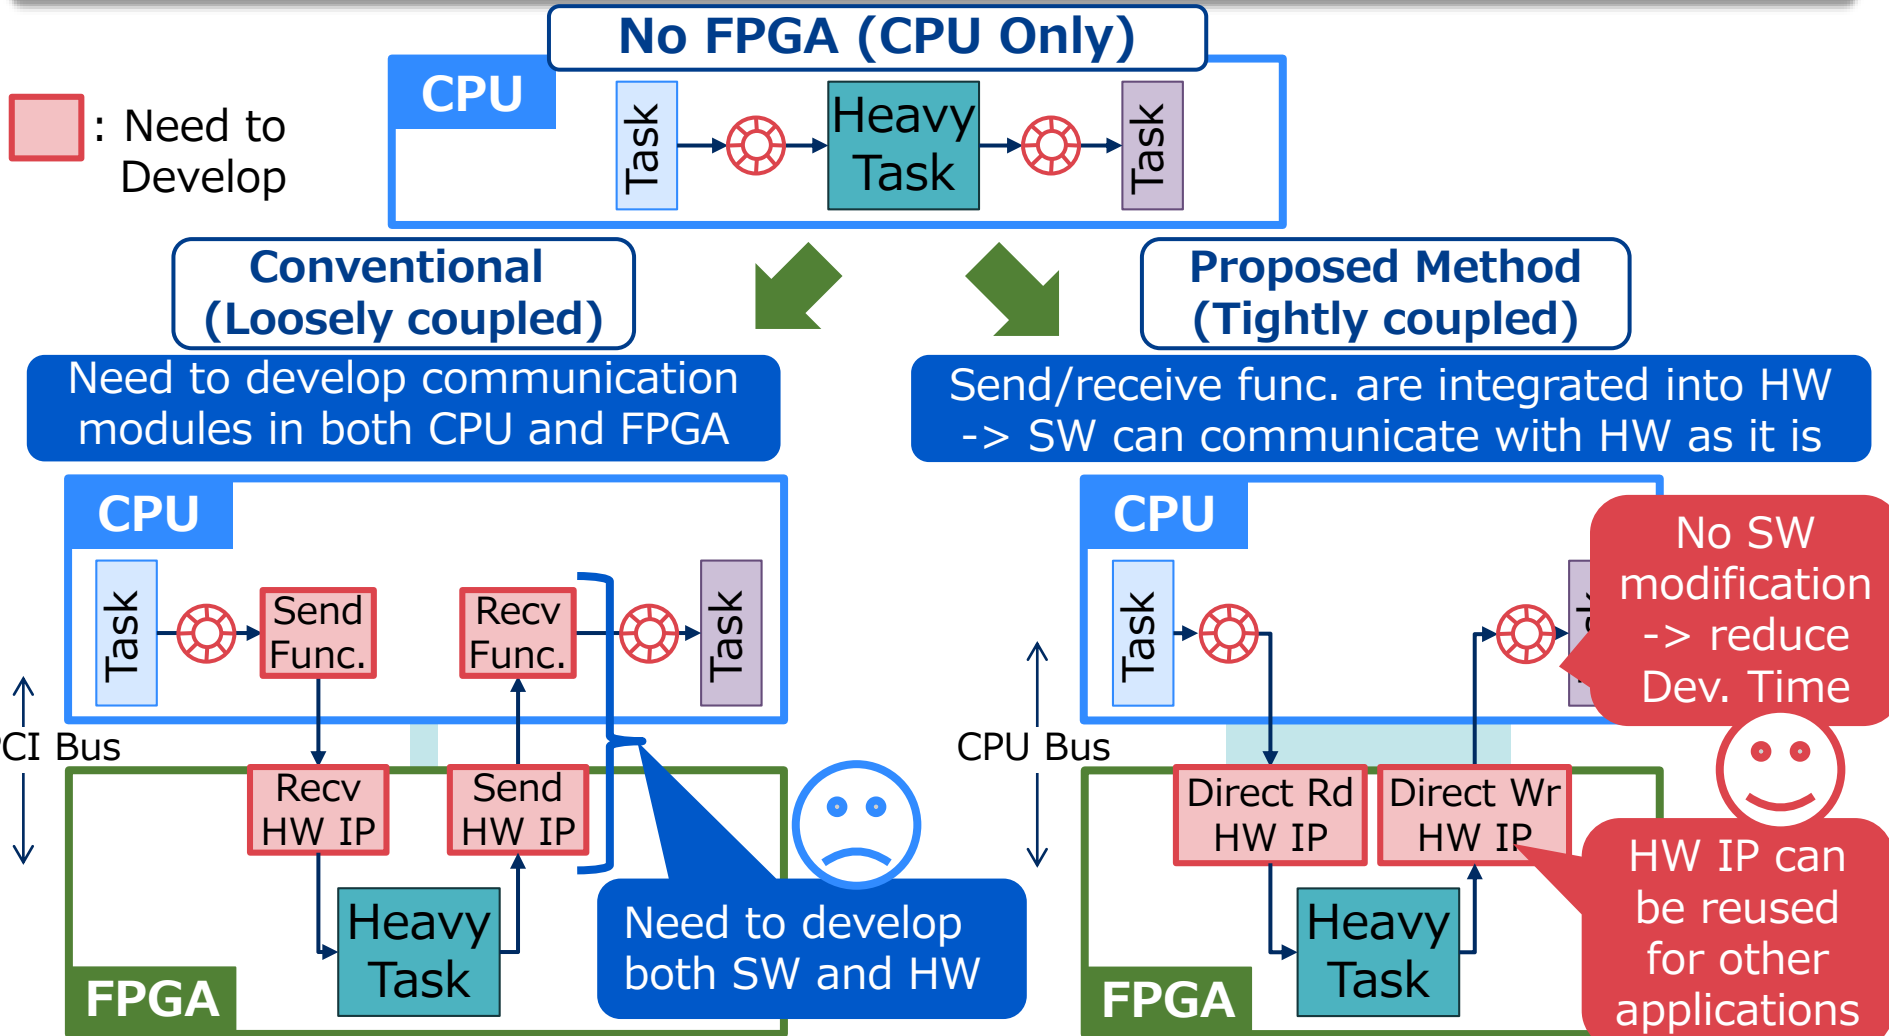 No FPGA (CPU Only)
CPU
: Need to
Develop
Task
Heavy
Task
Task
Conventional
(Loosely coupled)
Proposed Method
(Tightly coupled)
Need to develop communication
modules in both CPU and FPGA
Send/receive func. are integrated into HW
-> SW can communicate with HW as it is
CPU
Task
Send
Func.
Recv
Func.
Task
PCI Bus
Recv
HW IP
Send
HW IP
Heavy
Task
FPGA
Need to develop
both SW and HW
CPU
Task
No SW
modification
-> reduce
Dev. Time
CPU Bus
Direct Rd
HW IP
Direct Wr
HW IP
Heavy
Task
FPGA
HW IP can
be reused
for other
applications